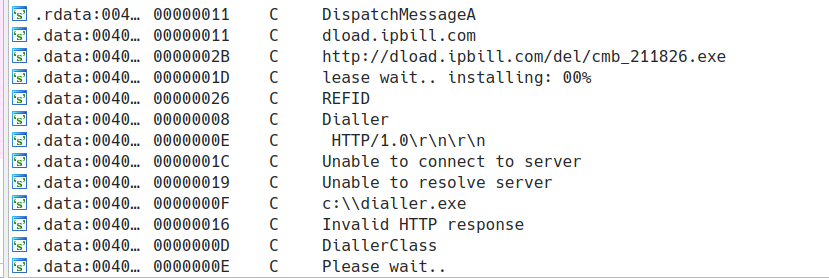 .rdata:004… 00000011 C DispatchMessageA
.data:0040… 00000011 C dload.ipbill.com
.data:0040… 0000002B C http://dload.ipbill.com/del/cmb_211826.exe
.data:0040… 0000001D C lease wait.. installing: 00%
.data:0040… 00000026 C REFID
.data:0040… 00000008 C Dialler
.data:0040… 0000000E C  HTTP/1.0\r\n\r\n
.data:0040… 0000001C C Unable to connect to server
.data:0040… 00000019 C Unable to resolve server
.data:0040… 0000000F C c:\\dialler.exe
.data:0040… 00000016 C Invalid HTTP response
.data:0040… 0000000D C DiallerClass
.data:0040… 0000000E C Please wait..